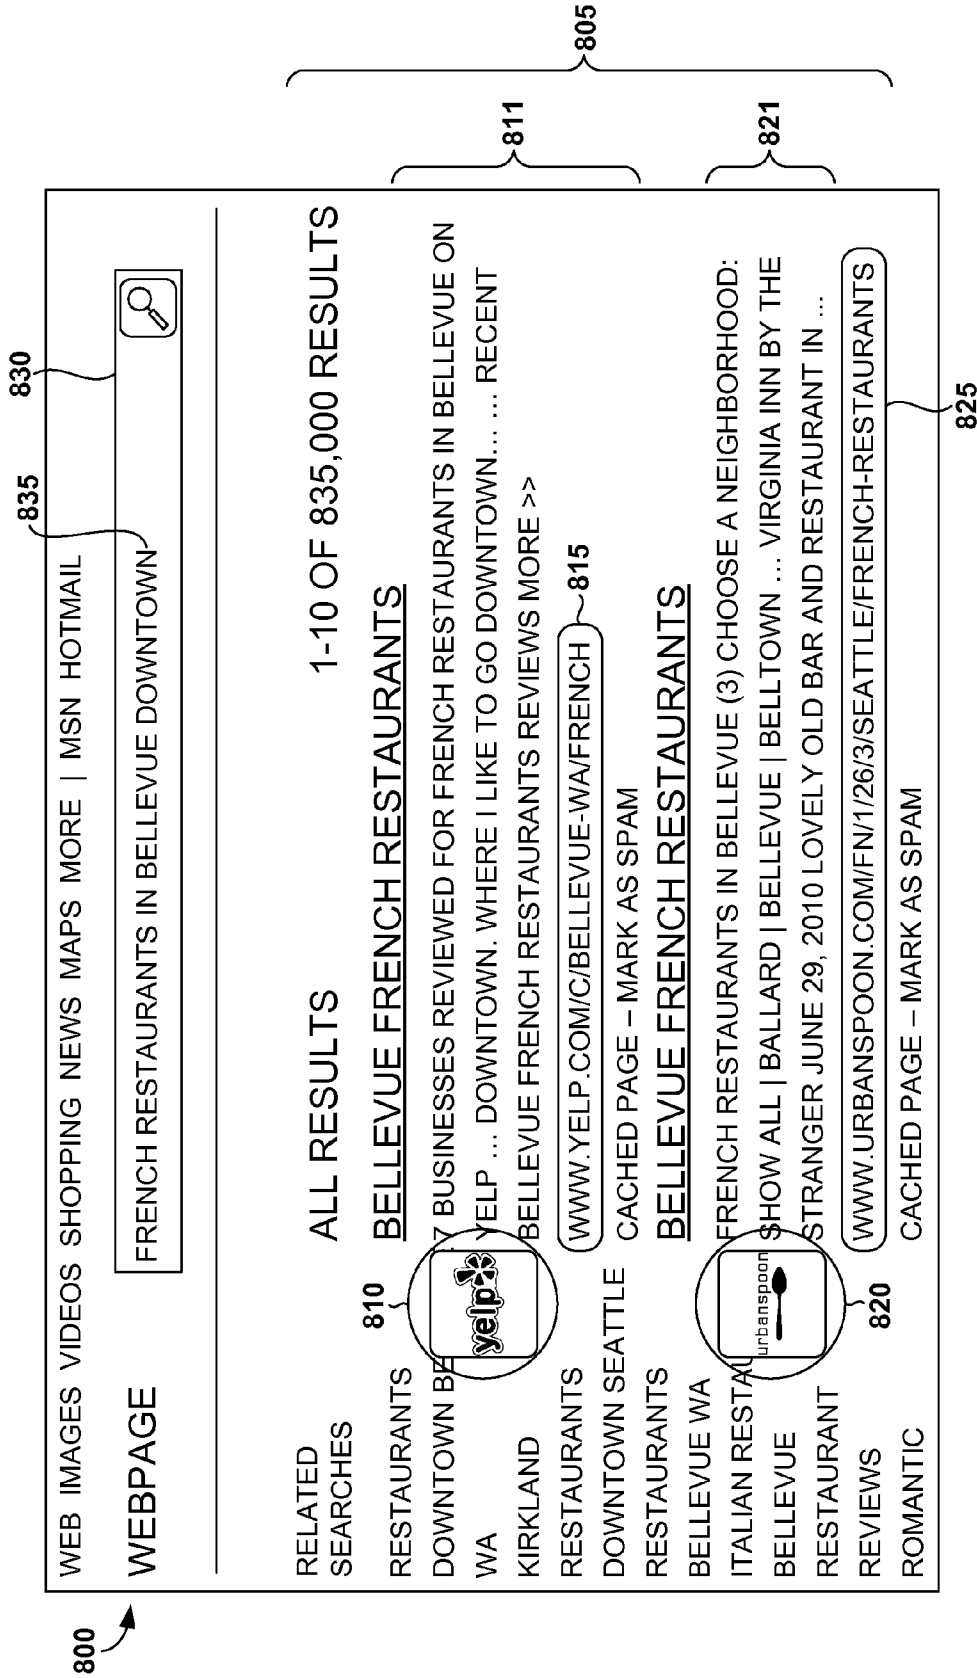 800
WEB IMAGES VIDEOS SHOPPING NEWS MAPS MORE | MSN HOTMAIL
835
830
WEBPAGE
FRENCH RESTAURANTS IN BELLEVUE DOWNTOWN
RELATED
SEARCHES
RESTAURANTS
DOWNTOWN BE
WA
KIRKLAND
RESTAURANTS
DOWNTOWN SEATTLE
RESTAURANTS
BELLEVUE WA
ITALIAN RESTAU
BELLEVUE
RESTAURANT
REVIEWS
ROMANTIC
ALL RESULTS
1-10 OF 835,000 RESULTS
BELLEVUE FRENCH RESTAURANTS
810
yelp
7 BUSINESSES REVIEWED FOR FRENCH RESTAURANTS IN BELLEVUE ON
YELP ... DOWNTOWN. WHERE I LIKE TO GO DOWNTOWN... ... RECENT
BELLEVUE FRENCH RESTAURANTS REVIEWS MORE >>
WWW.YELP.COM/C/BELLEVUE-WA/FRENCH
815
CACHED PAGE – MARK AS SPAM
BELLEVUE FRENCH RESTAURANTS
urbanspoon
820
FRENCH RESTAURANTS IN BELLEVUE (3) CHOOSE A NEIGHBORHOOD:
SHOW ALL | BALLARD | BELLEVUE | BELLTOWN ... VIRGINIA INN BY THE
STRANGER JUNE 29, 2010 LOVELY OLD BAR AND RESTAURANT IN ...
WWW.URBANSPOON.COM/FN/1/26/3/SEATTLE/FRENCH-RESTAURANTS
825
CACHED PAGE – MARK AS SPAM
811
821
805